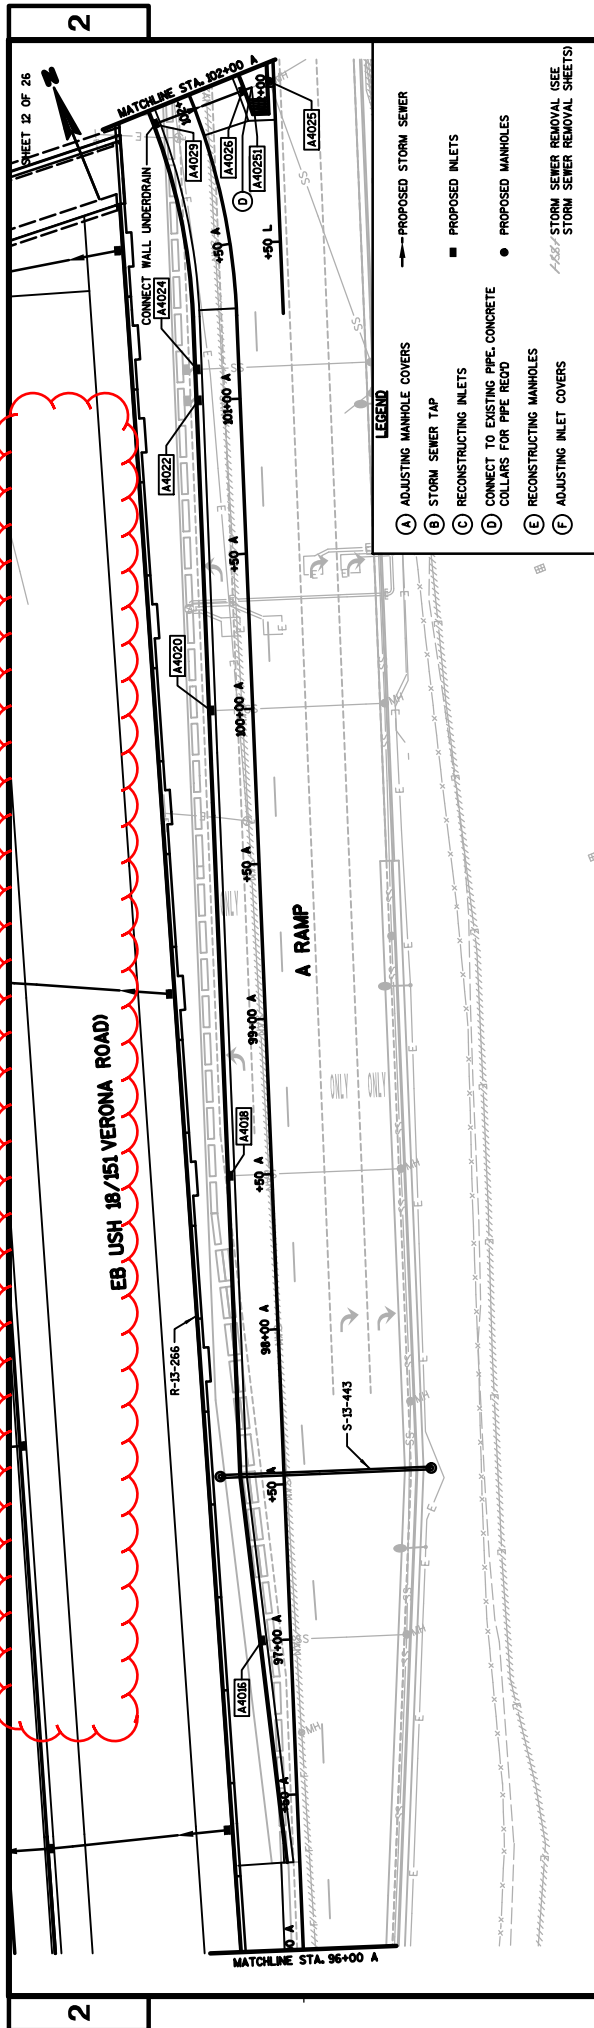 2
SHEET 12 OF 26
N
MATCHLINE STA. 102+00 A
CONNECT WALL UNDERDRAIN
A4029
A4026
A40251
A4025
D
+50 A
+50 L
A4024
A4022
101+00 A
+50 A
A4020
100+00 A
+50 A
A RAMP
ONLY
99+00 A
EB USH 18/151 VERONA ROAD)
ONLY
ONLY
A4018
+50 A
98+00 A
R-13-266
S-13-443
+50 A
A4016
97+00 A
+50 A
MATCHLINE STA. 96+00 A
LEGEND
A ADJUSTING MANHOLE COVERS
B STORM SEWER TAP
C RECONSTRUCTING INLETS
D CONNECT TO EXISTING PIPE. CONCRETE
COLLARS FOR PIPE REQ'D
E RECONSTRUCTING MANHOLES
F ADJUSTING INLET COVERS
PROPOSED STORM SEWER
PROPOSED INLETS
PROPOSED MANHOLES
STORM SEWER REMOVAL (SEE
STORM SEWER REMOVAL SHEETS)
2